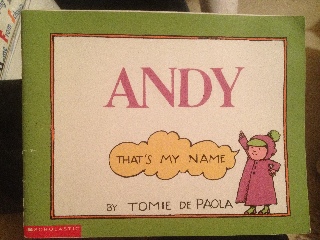 ANDY
THAT'S MY NAME
BY TOMIE DE PAOLA
SCHOLASTIC